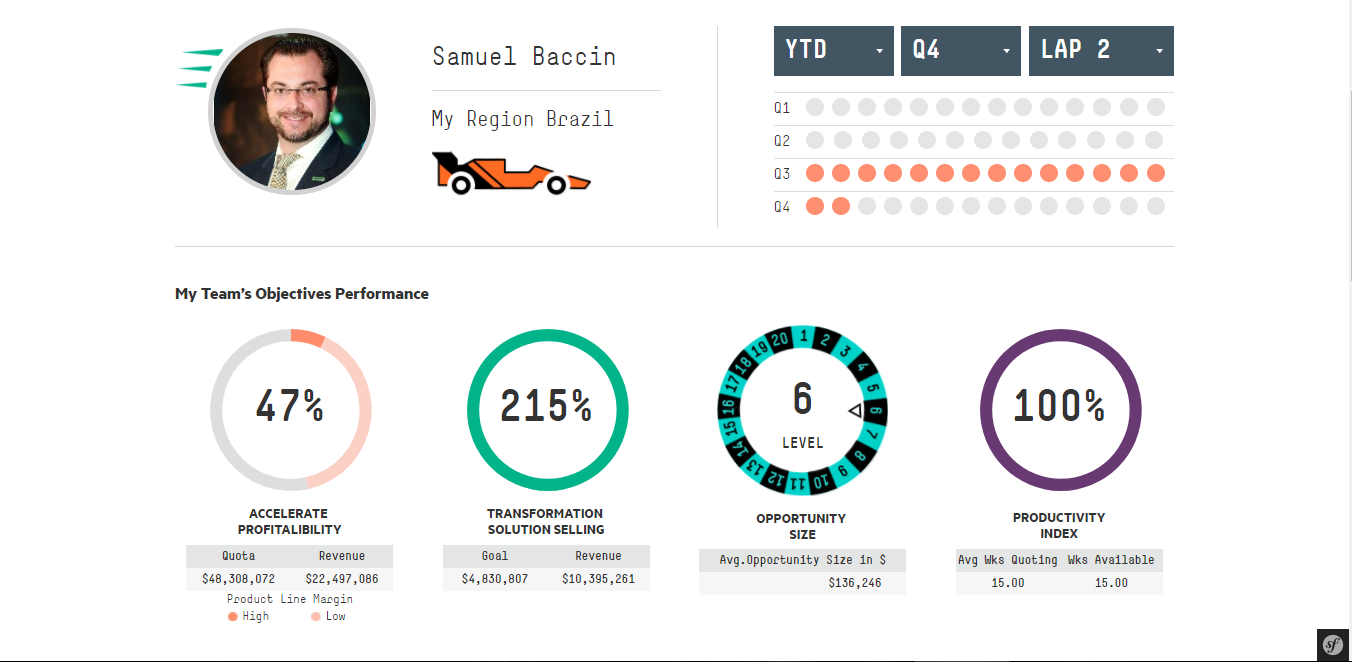 Samuel Baccin
My Region Brazil
YTD Q4 LAP 2
Q1
Q2
Q3
Q4
My Team's Objectives Performance
47%
ACCELERATE
PROFITALIBILITY
Quota Revenue
$48,308,072 $22,497,086
Product Line Margin
High Low
215%
TRANSFORMATION
SOLUTION SELLING
Goal Revenue
$4,830,807 $10,395,261
1 2 3 4 5 6 7 8 9 10 11 12 13 14 15 16 17 18 19 20
6
LEVEL
OPPORTUNITY
SIZE
Avg.Opportunity Size in $
$136,246
100%
PRODUCTIVITY
INDEX
Avg Wks Quoting Wks Available
15.00 15.00
sf